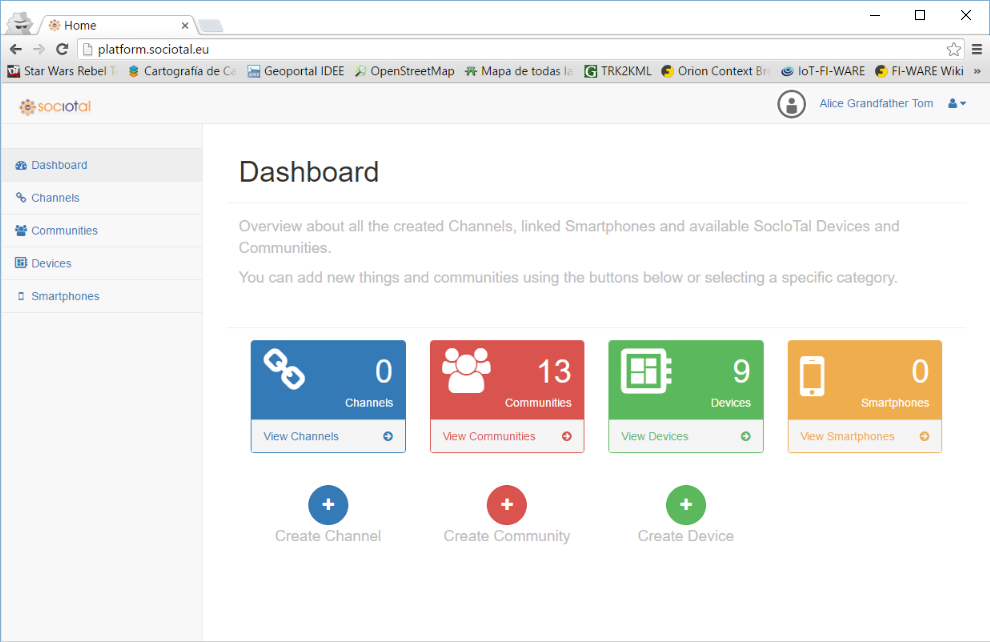 Home
platform.sociotal.eu
Star Wars Rebel T
Cartografía de Ca
Geoportal IDEE
OpenStreetMap
Mapa de todas la
TRK2KML
Orion Context Bro
IoT-FI-WARE
FI-WARE Wiki
»
sociotal
Alice Grandfather Tom
Dashboard
Channels
Communities
Devices
Smartphones
Dashboard
Overview about all the created Channels, linked Smartphones and available SocIoTal Devices and
Communities.
You can add new things and communities using the buttons below or selecting a specific category.
0
Channels
View Channels
13
Communities
View Communities
9
Devices
View Devices
0
Smartphones
View Smartphones
Create Channel
Create Community
Create Device